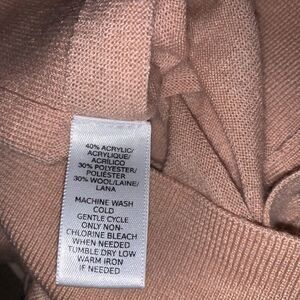 40% ACRYLIC/
ACRYLIQUE/
ACRILICO
30% POLYESTER/
POLIESTER
30% WOOL/LAINE/
LANA
MACHINE WASH
COLD
GENTLE CYCLE
ONLY NON-
CHLORINE BLEACH
WHEN NEEDED
TUMBLE DRY LOW
WARM IRON
IF NEEDED